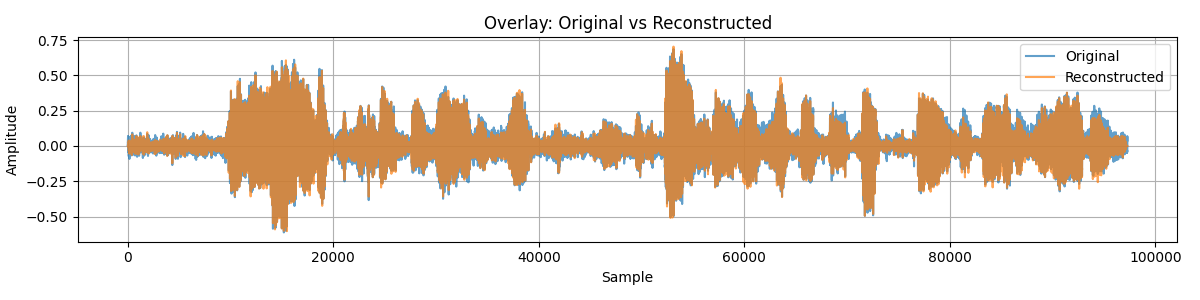 Overlay: Original vs Reconstructed
0.75
0.50
0.25
0.00
−0.25
−0.50
Amplitude
Original
Reconstructed
0 20000 40000 60000 80000 100000
Sample